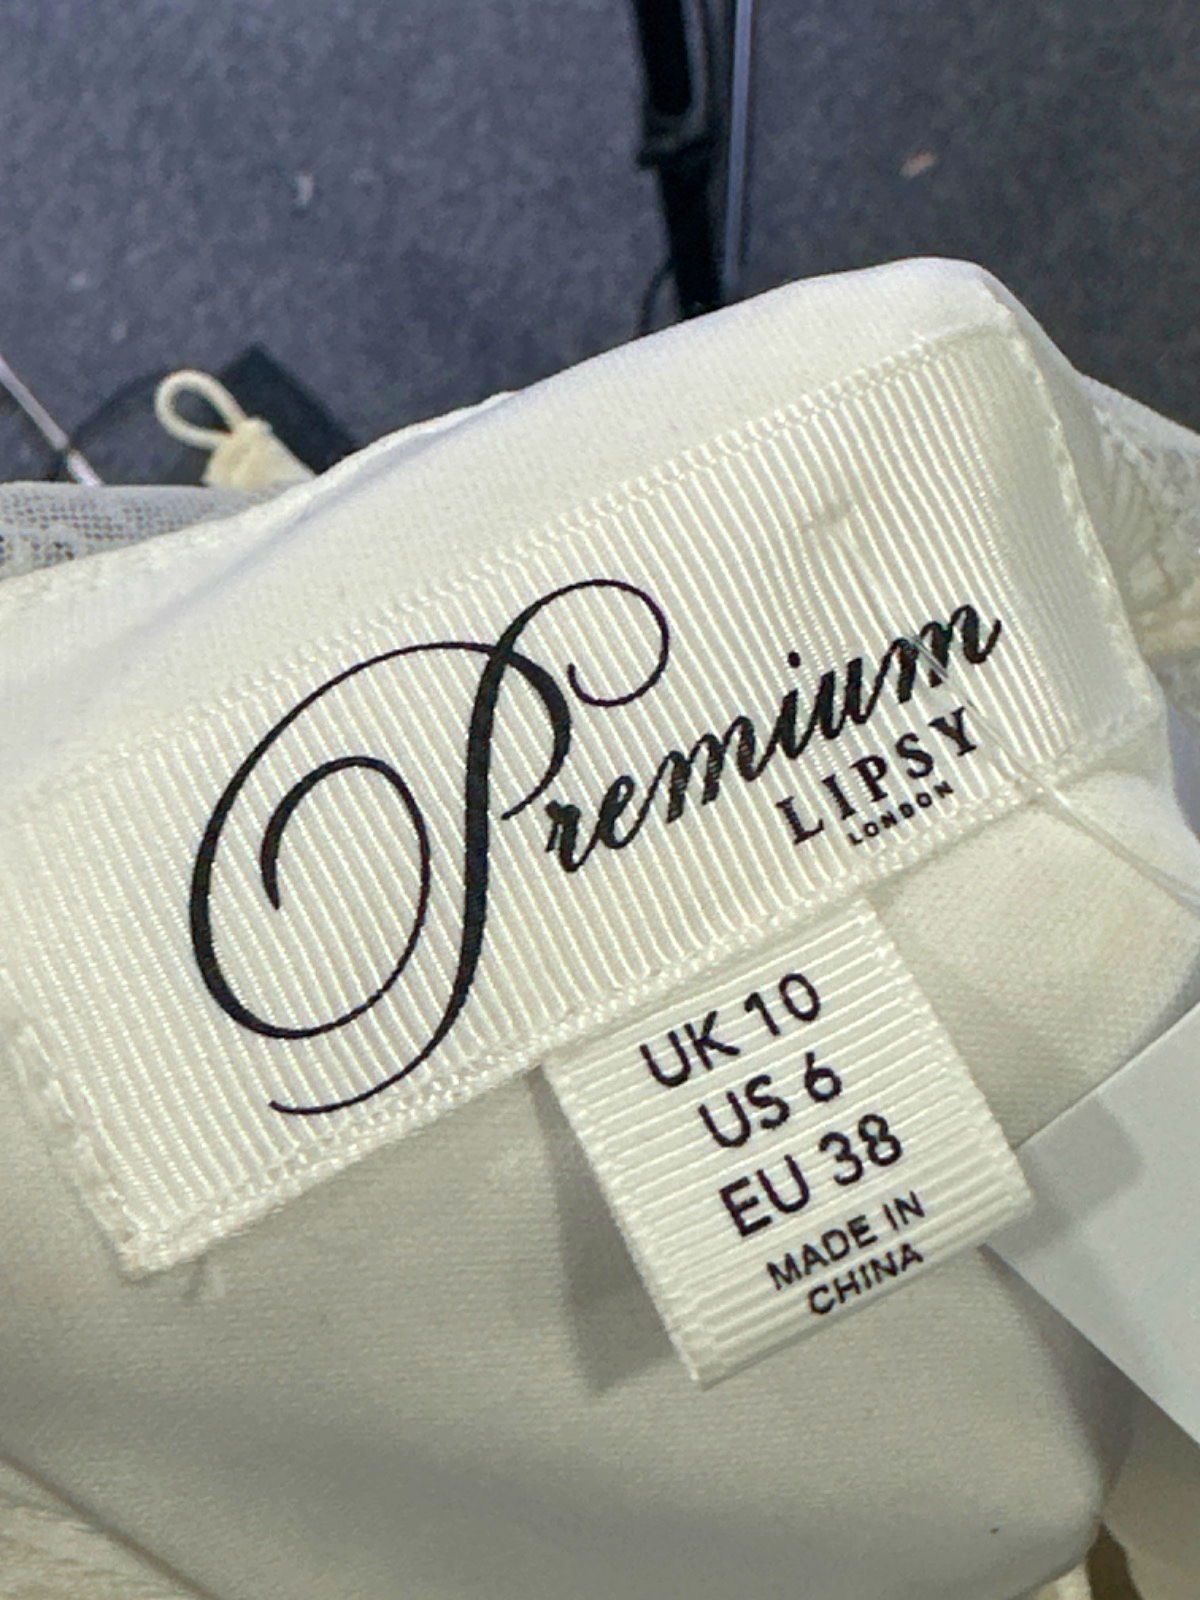 Premium
LIPSY
LONDON
UK 10
US 6
EU 38
MADE IN
CHINA